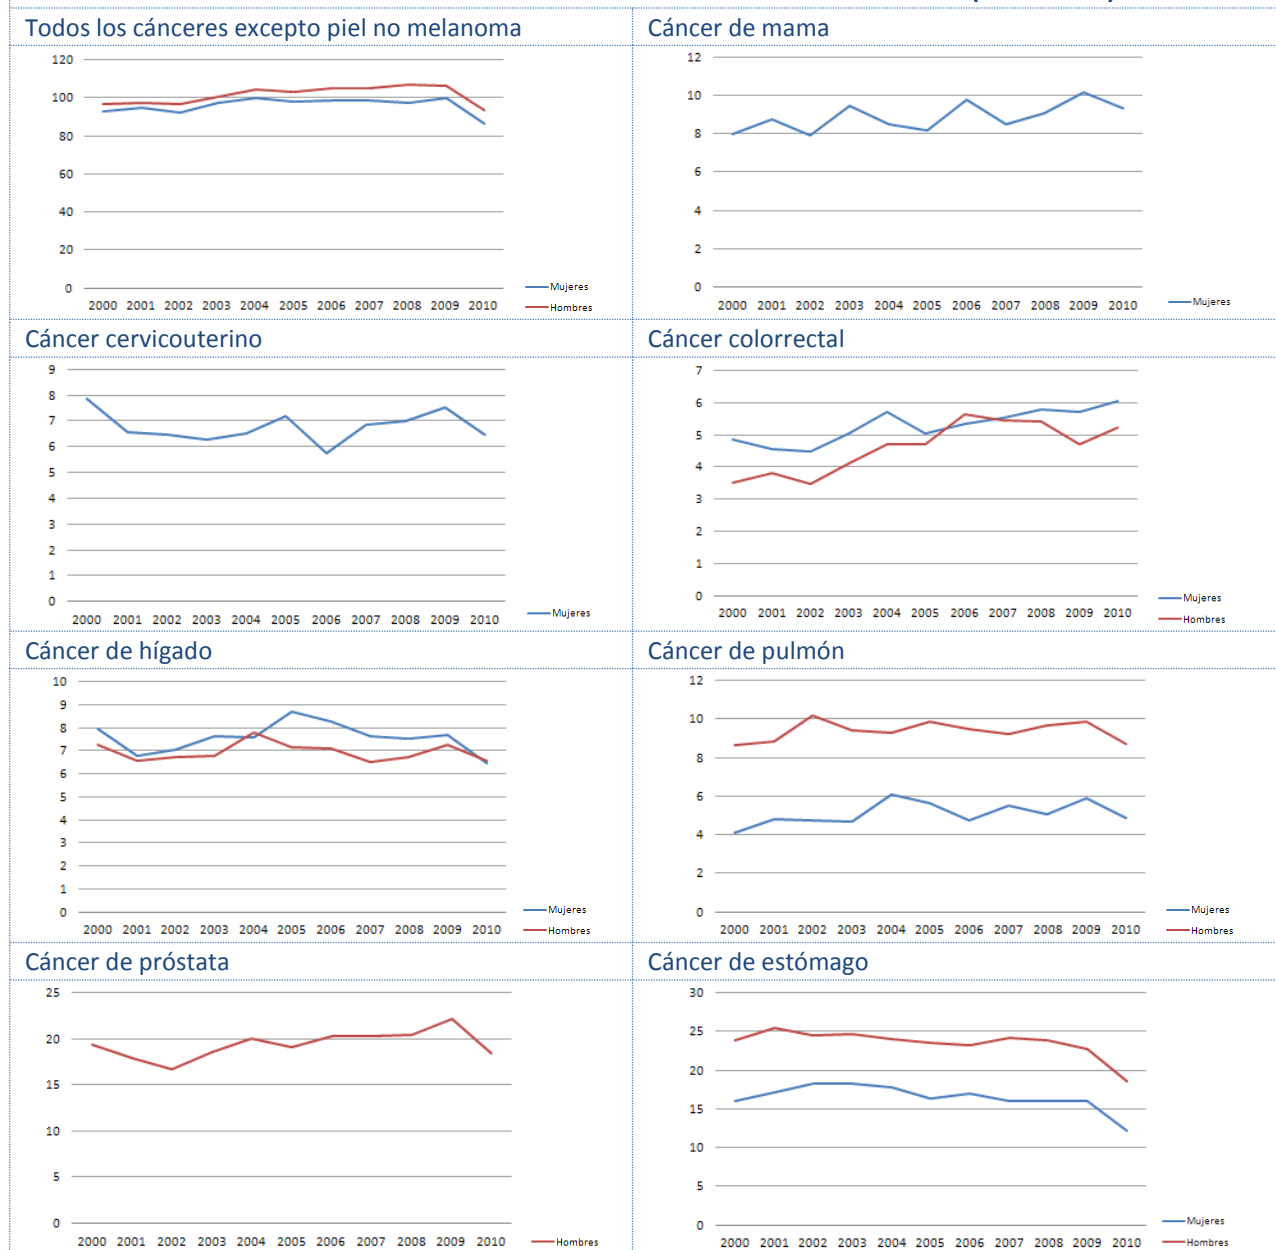 Todos los cánceres excepto piel no melanoma
120
100
80
60
40
20
0
2000 2001 2002 2003 2004 2005 2006 2007 2008 2009 2010
Mujeres
Hombres
Cáncer de mama
12
10
8
6
4
2
0
2000 2001 2002 2003 2004 2005 2006 2007 2008 2009 2010
Mujeres
Cáncer cervicouterino
9
8
7
6
5
4
3
2
1
0
2000 2001 2002 2003 2004 2005 2006 2007 2008 2009 2010
Mujeres
Cáncer colorrectal
7
6
5
4
3
2
1
0
2000 2001 2002 2003 2004 2005 2006 2007 2008 2009 2010
Mujeres
Hombres
Cáncer de hígado
10
9
8
7
6
5
4
3
2
1
0
2000 2001 2002 2003 2004 2005 2006 2007 2008 2009 2010
Mujeres
Hombres
Cáncer de pulmón
12
10
8
6
4
2
0
2000 2001 2002 2003 2004 2005 2006 2007 2008 2009 2010
Mujeres
Hombres
Cáncer de próstata
25
20
15
10
5
0
2000 2001 2002 2003 2004 2005 2006 2007 2008 2009 2010
Hombres
Cáncer de estómago
30
25
20
15
10
5
0
2000 2001 2002 2003 2004 2005 2006 2007 2008 2009 2010
Mujeres
Hombres